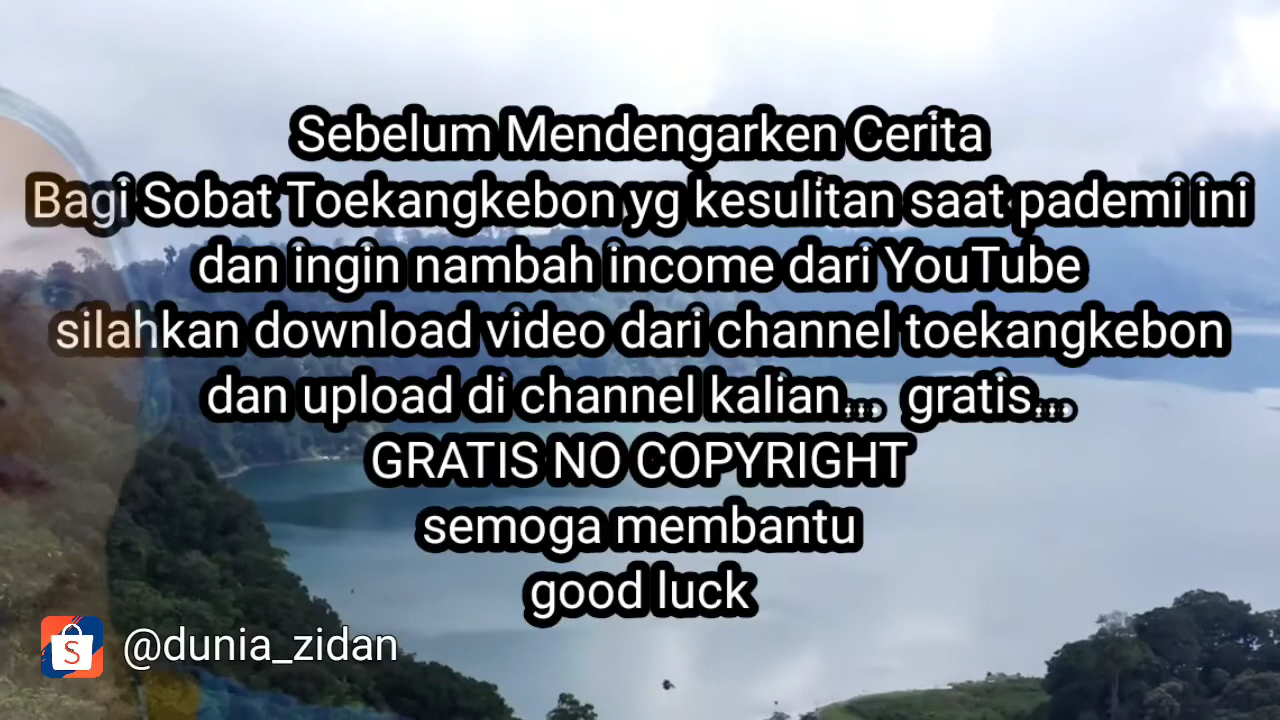 Sebelum Mendengarken Cerita
Bagi Sobat Toekangkebon yg kesulitan saat pademi ini
dan ingin nambah income dari YouTube
silahkan download video dari channel toekangkebon
dan upload di channel kalian... gratis...
GRATIS NO COPYRIGHT
semoga membantu
good luck
S @dunia_zidan